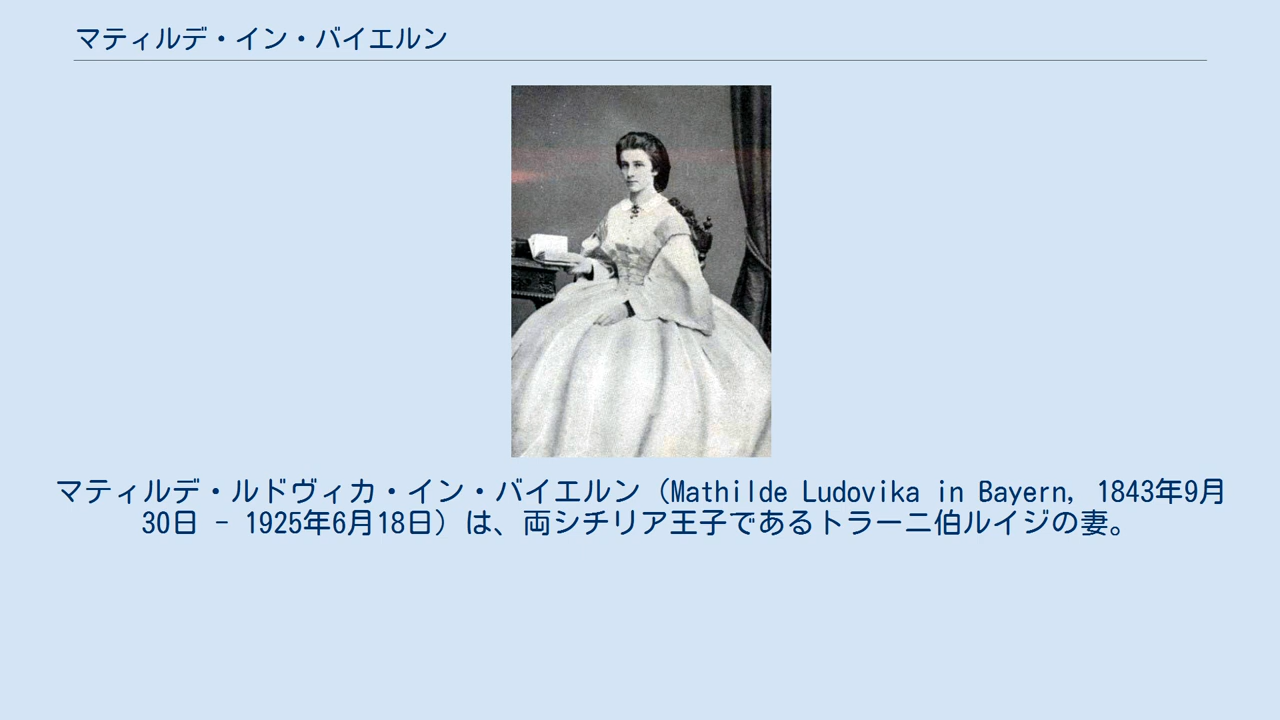 マティルデ・イン・バイエルン
マティルデ・ルドヴィカ・イン・バイエルン（Mathilde Ludovika in Bayern, 1843年9月
30日 - 1925年6月18日）は、両シチリア王子であるトラーニ伯ルイジの妻。